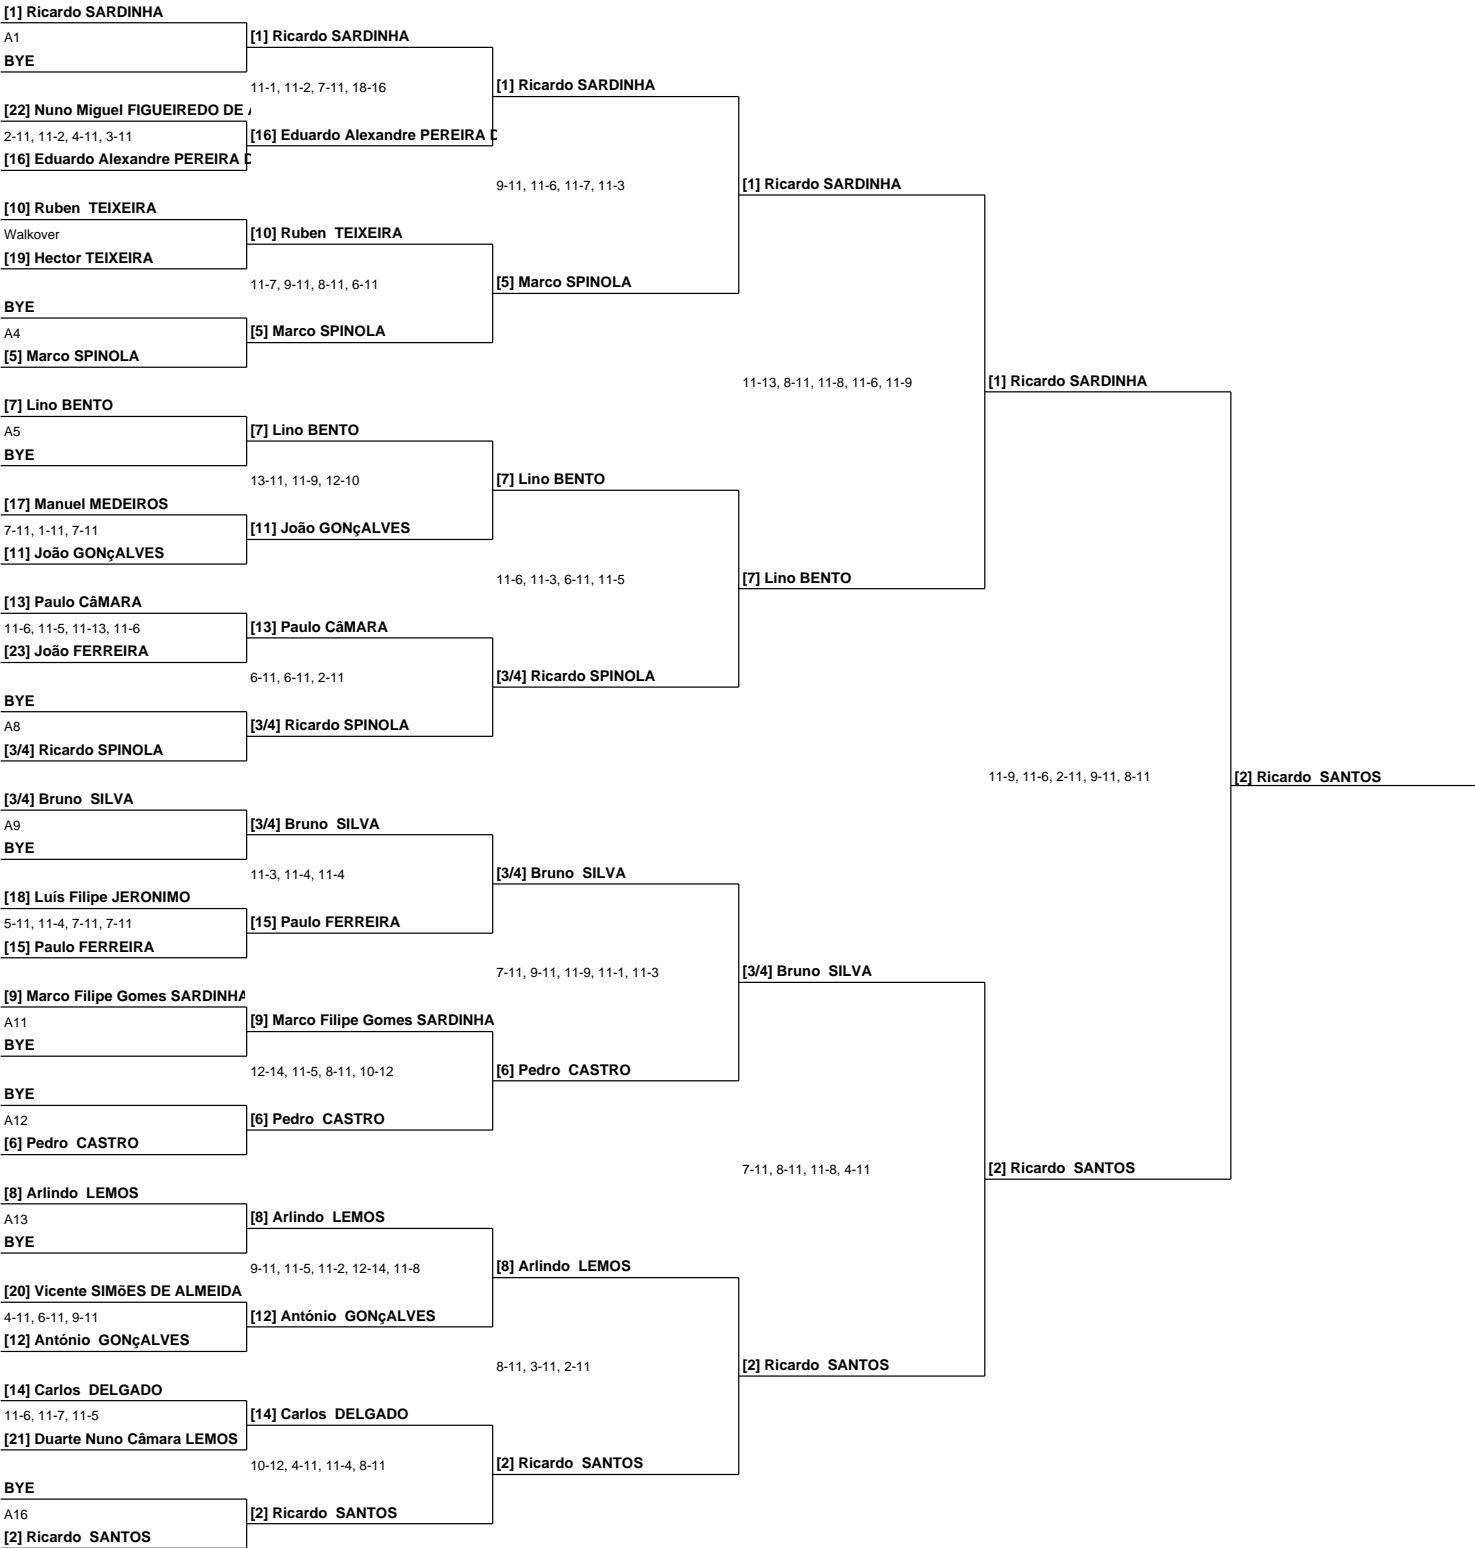 [1] Ricardo SARDINHA
A1
BYE
[1] Ricardo SARDINHA
11-1, 11-2, 7-11, 18-16
[1] Ricardo SARDINHA
[22] Nuno Miguel FIGUEIREDO DE
2-11, 11-2, 4-11, 3-11
[16] Eduardo Alexandre PEREIRA
[16] Eduardo Alexandre PEREIRA
9-11, 11-6, 11-7, 11-3
[1] Ricardo SARDINHA
[10] Ruben TEIXEIRA
Walkover
[19] Hector TEIXEIRA
[10] Ruben TEIXEIRA
11-7, 9-11, 8-11, 6-11
[5] Marco SPINOLA
BYE
A4
[5] Marco SPINOLA
[5] Marco SPINOLA
11-13, 8-11, 11-8, 11-6, 11-9
[1] Ricardo SARDINHA
[7] Lino BENTO
A5
BYE
[7] Lino BENTO
13-11, 11-9, 12-10
[7] Lino BENTO
[17] Manuel MEDEIROS
7-11, 1-11, 7-11
[11] João GONçALVES
[11] João GONçALVES
11-6, 11-3, 6-11, 11-5
[7] Lino BENTO
[13] Paulo CâMARA
11-6, 11-5, 11-13, 11-6
[23] João FERREIRA
[13] Paulo CâMARA
6-11, 6-11, 2-11
[3/4] Ricardo SPINOLA
BYE
A8
[3/4] Ricardo SPINOLA
[3/4] Ricardo SPINOLA
11-9, 11-6, 2-11, 9-11, 8-11
[2] Ricardo SANTOS
[3/4] Bruno SILVA
A9
BYE
[3/4] Bruno SILVA
11-3, 11-4, 11-4
[3/4] Bruno SILVA
[18] Luís Filipe JERONIMO
5-11, 11-4, 7-11, 7-11
[15] Paulo FERREIRA
[15] Paulo FERREIRA
7-11, 9-11, 11-9, 11-1, 11-3
[3/4] Bruno SILVA
[9] Marco Filipe Gomes SARDINHA
A11
BYE
[9] Marco Filipe Gomes SARDINHA
12-14, 11-5, 8-11, 10-12
[6] Pedro CASTRO
BYE
A12
[6] Pedro CASTRO
[6] Pedro CASTRO
7-11, 8-11, 11-8, 4-11
[2] Ricardo SANTOS
[8] Arlindo LEMOS
A13
BYE
[8] Arlindo LEMOS
9-11, 11-5, 11-2, 12-14, 11-8
[8] Arlindo LEMOS
[20] Vicente SIMõES DE ALMEIDA
4-11, 6-11, 9-11
[12] António GONçALVES
[12] António GONçALVES
8-11, 3-11, 2-11
[2] Ricardo SANTOS
[14] Carlos DELGADO
11-6, 11-7, 11-5
[21] Duarte Nuno Câmara LEMOS
[14] Carlos DELGADO
10-12, 4-11, 11-4, 8-11
[2] Ricardo SANTOS
BYE
A16
[2] Ricardo SANTOS
[2] Ricardo SANTOS